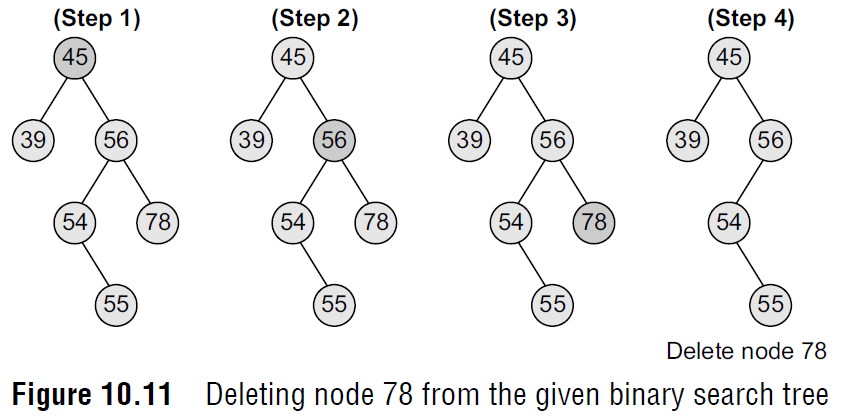 (Step 1) (Step 2) (Step 3) (Step 4)
45 45 45 45
39 56 39 56 39 56 39 56
54 78 54 78 54 78 54
55 55 55 55
Delete node 78
Figure 10.11 Deleting node 78 from the given binary search tree